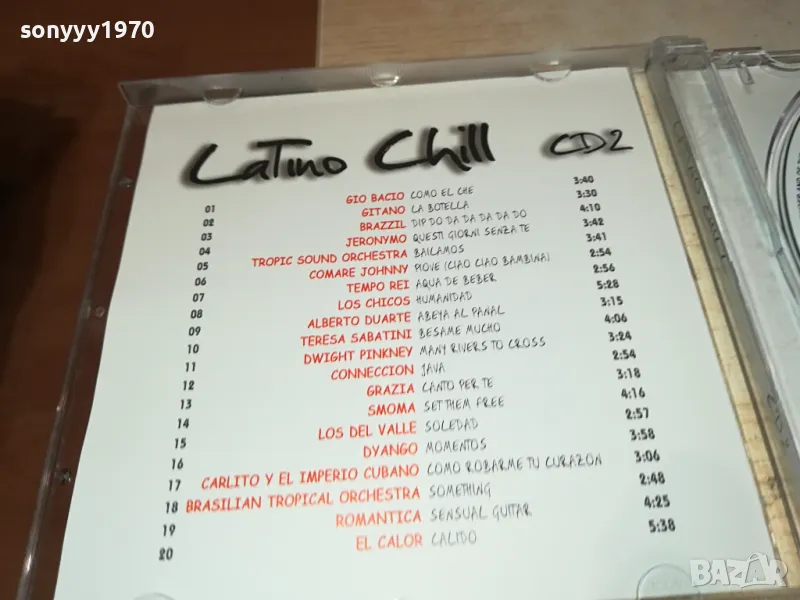 sonyyy1970
Latino Chill CD2
01 GIO BACIO COMO EL CHE 3:40
02 GITANO LA BOTELLA 3:30
03 BRAZZIL DIP DO DA DA DA DA DO 4:10
04 JERONYMO QUESTI GIORNI SENZA TE 3:42
05 TROPIC SOUND ORCHESTRA BAILAMOS 3:41
06 COMARE JOHNNY PIOVE (CIAO CIAO BAMBINA) 2:54
07 TEMPO REI AQUA DE BEBER 2:56
08 LOS CHICOS HUMANIDAD 5:28
09 ALBERTO DUARTE ABEYA AL PANAL 3:15
10 TERESA SABATINI BESAME MUCHO 4:06
11 DWIGHT PINKNEY MANY RIVERS TO CROSS 3:24
12 CONNECCION JAVA 2:54
13 GRAZIA CANTO PER TE 3:18
14 SMOMA SET THEM FREE 4:16
15 LOS DEL VALLE SOLEDAD 2:57
16 DYANGO MOMENTOS 3:58
17 CARLITO Y EL IMPERIO CUBANO COMO ROBARME TU CURAZON 3:06
18 BRASILIAN TROPICAL ORCHESTRA SOMETHING 2:48
19 ROMANTICA SENSUAL GUITAR 4:25
20 EL CALOR CALIDO 5:38
BAZAR